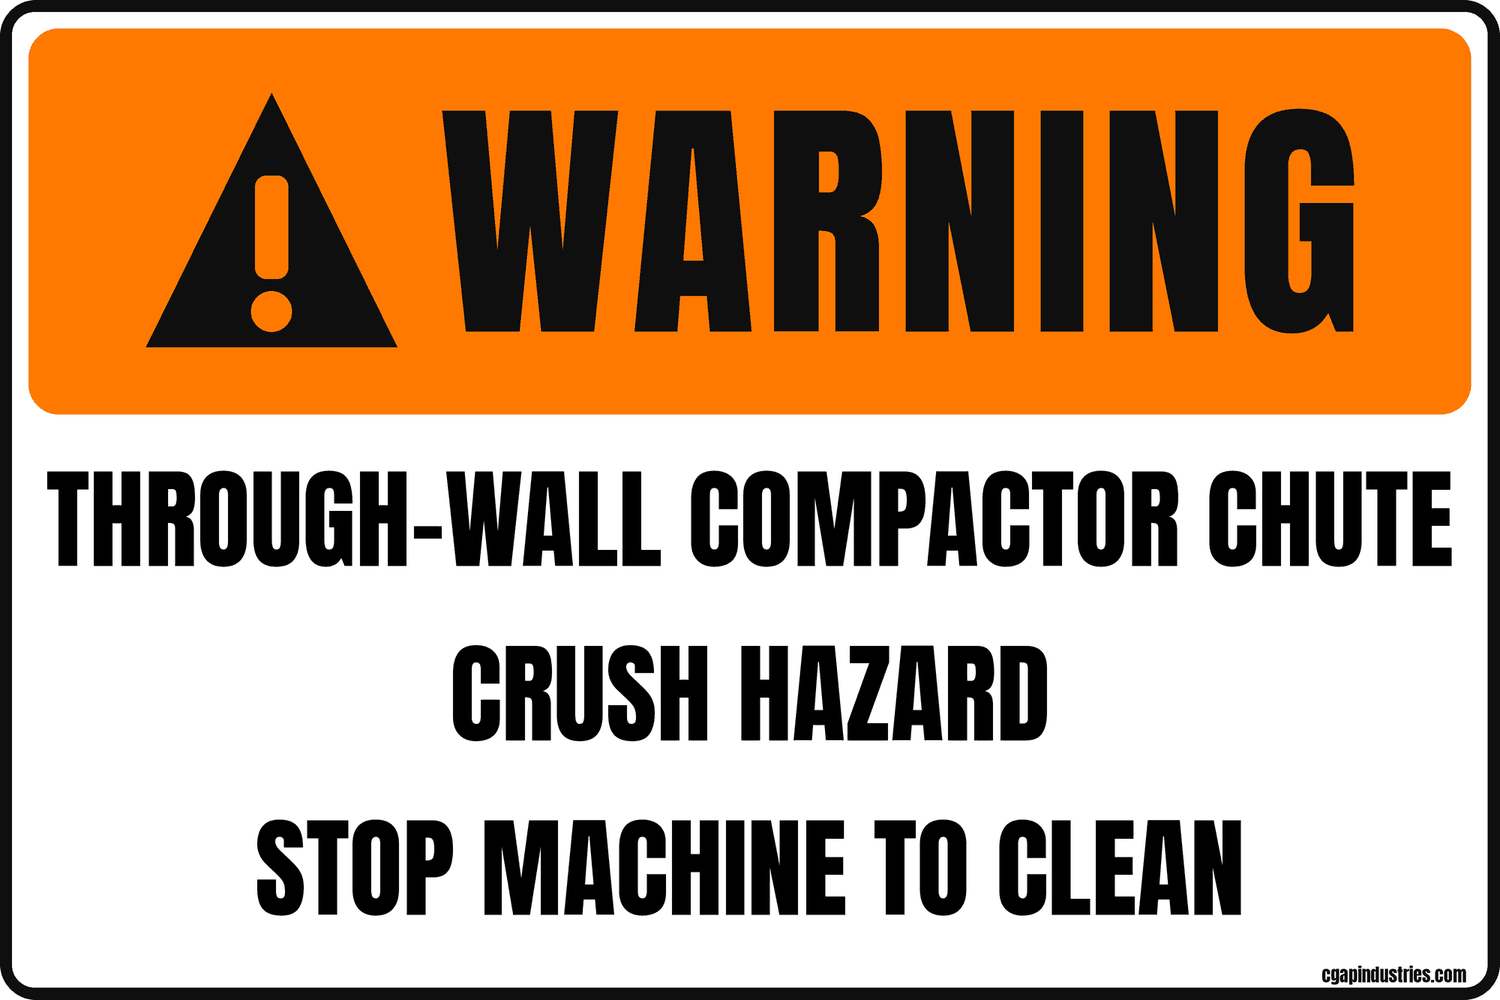 WARNING
THROUGH-WALL COMPACTOR CHUTE
CRUSH HAZARD
STOP MACHINE TO CLEAN
cgapindustries.com